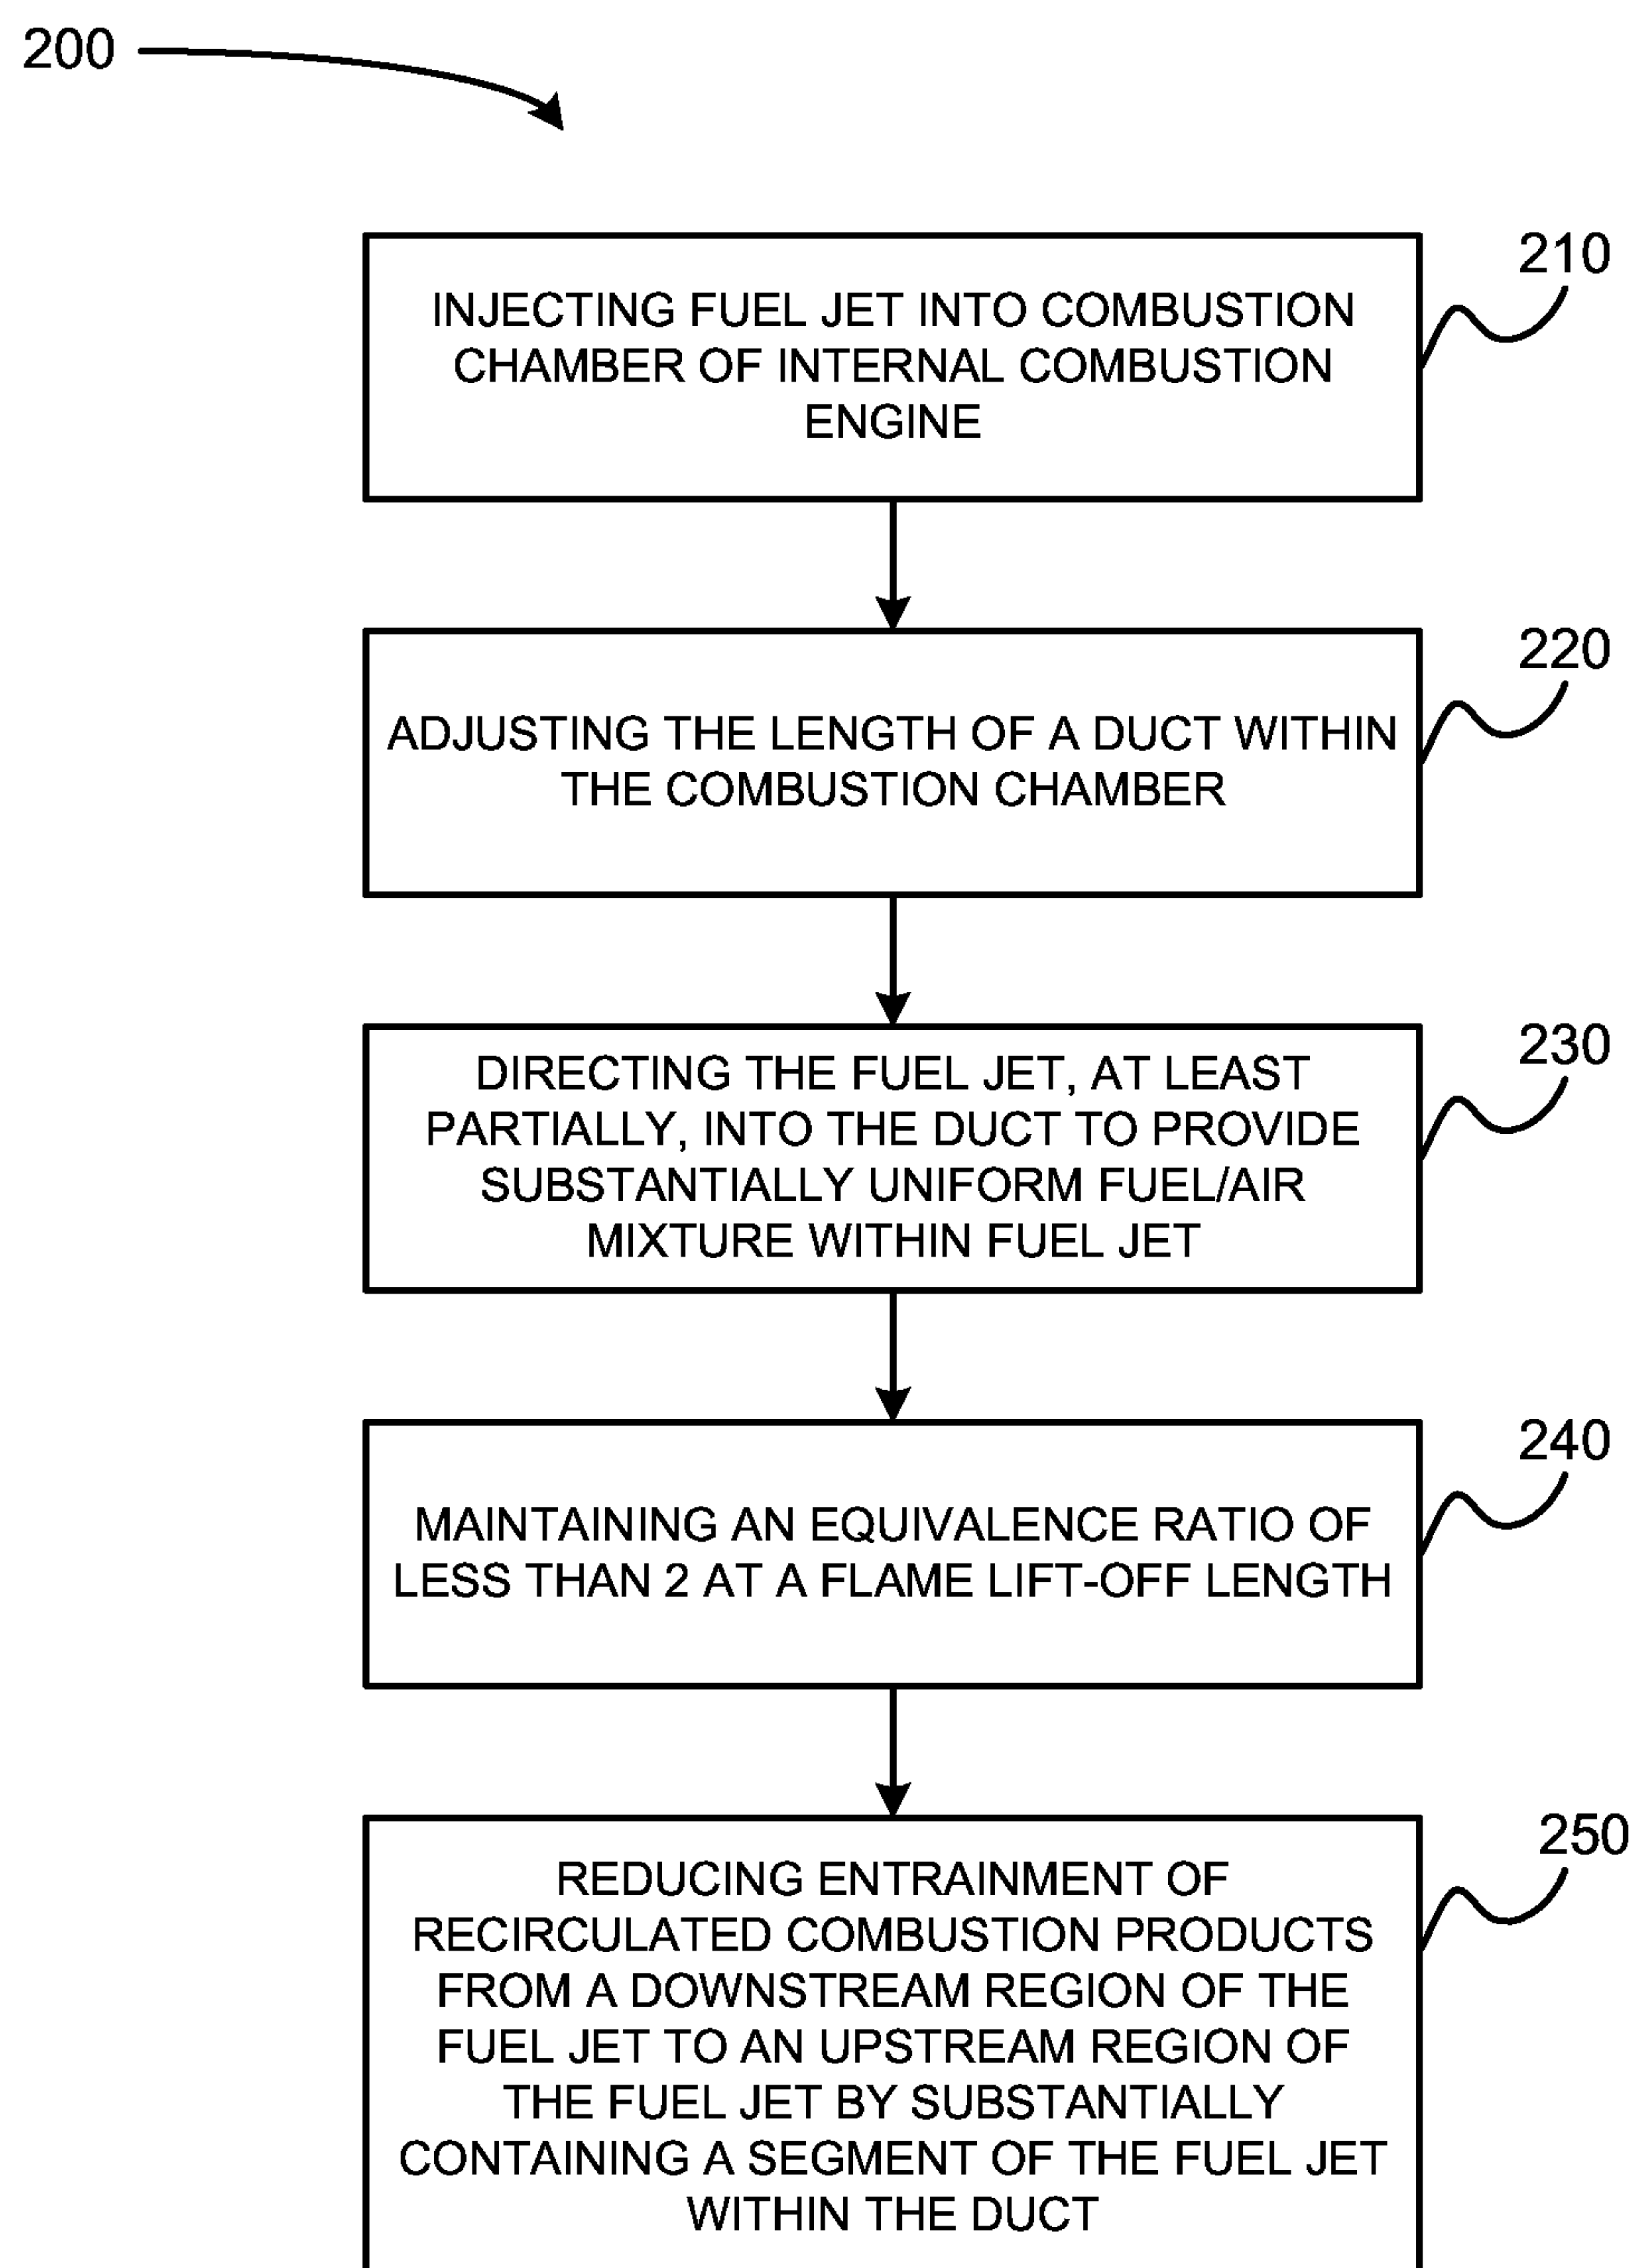 200
210
INJECTING FUEL JET INTO COMBUSTION
CHAMBER OF INTERNAL COMBUSTION
ENGINE
220
ADJUSTING THE LENGTH OF A DUCT WITHIN
THE COMBUSTION CHAMBER
230
DIRECTING THE FUEL JET, AT LEAST
PARTIALLY, INTO THE DUCT TO PROVIDE
SUBSTANTIALLY UNIFORM FUEL/AIR
MIXTURE WITHIN FUEL JET
240
MAINTAINING AN EQUIVALENCE RATIO OF
LESS THAN 2 AT A FLAME LIFT-OFF LENGTH
250
REDUCING ENTRAINMENT OF
RECIRCULATED COMBUSTION PRODUCTS
FROM A DOWNSTREAM REGION OF THE
FUEL JET TO AN UPSTREAM REGION OF
THE FUEL JET BY SUBSTANTIALLY
CONTAINING A SEGMENT OF THE FUEL JET
WITHIN THE DUCT